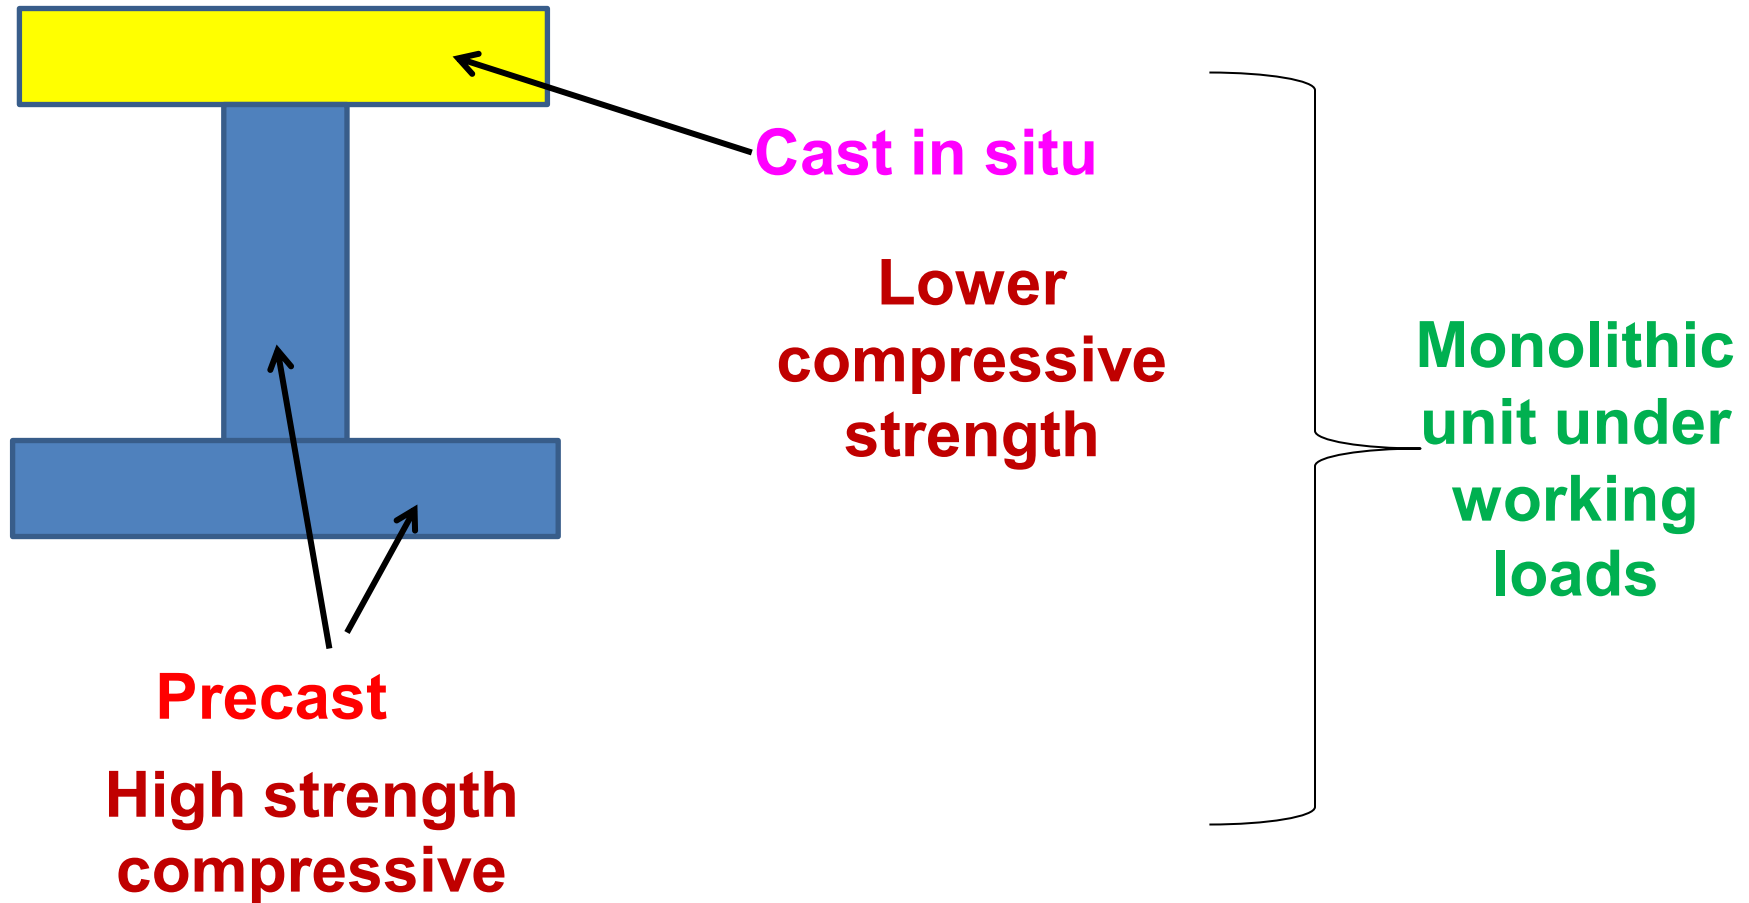 Cast in situ
Lower
compressive
strength
Monolithic
unit under
working
loads
Precast
High strength
compressive